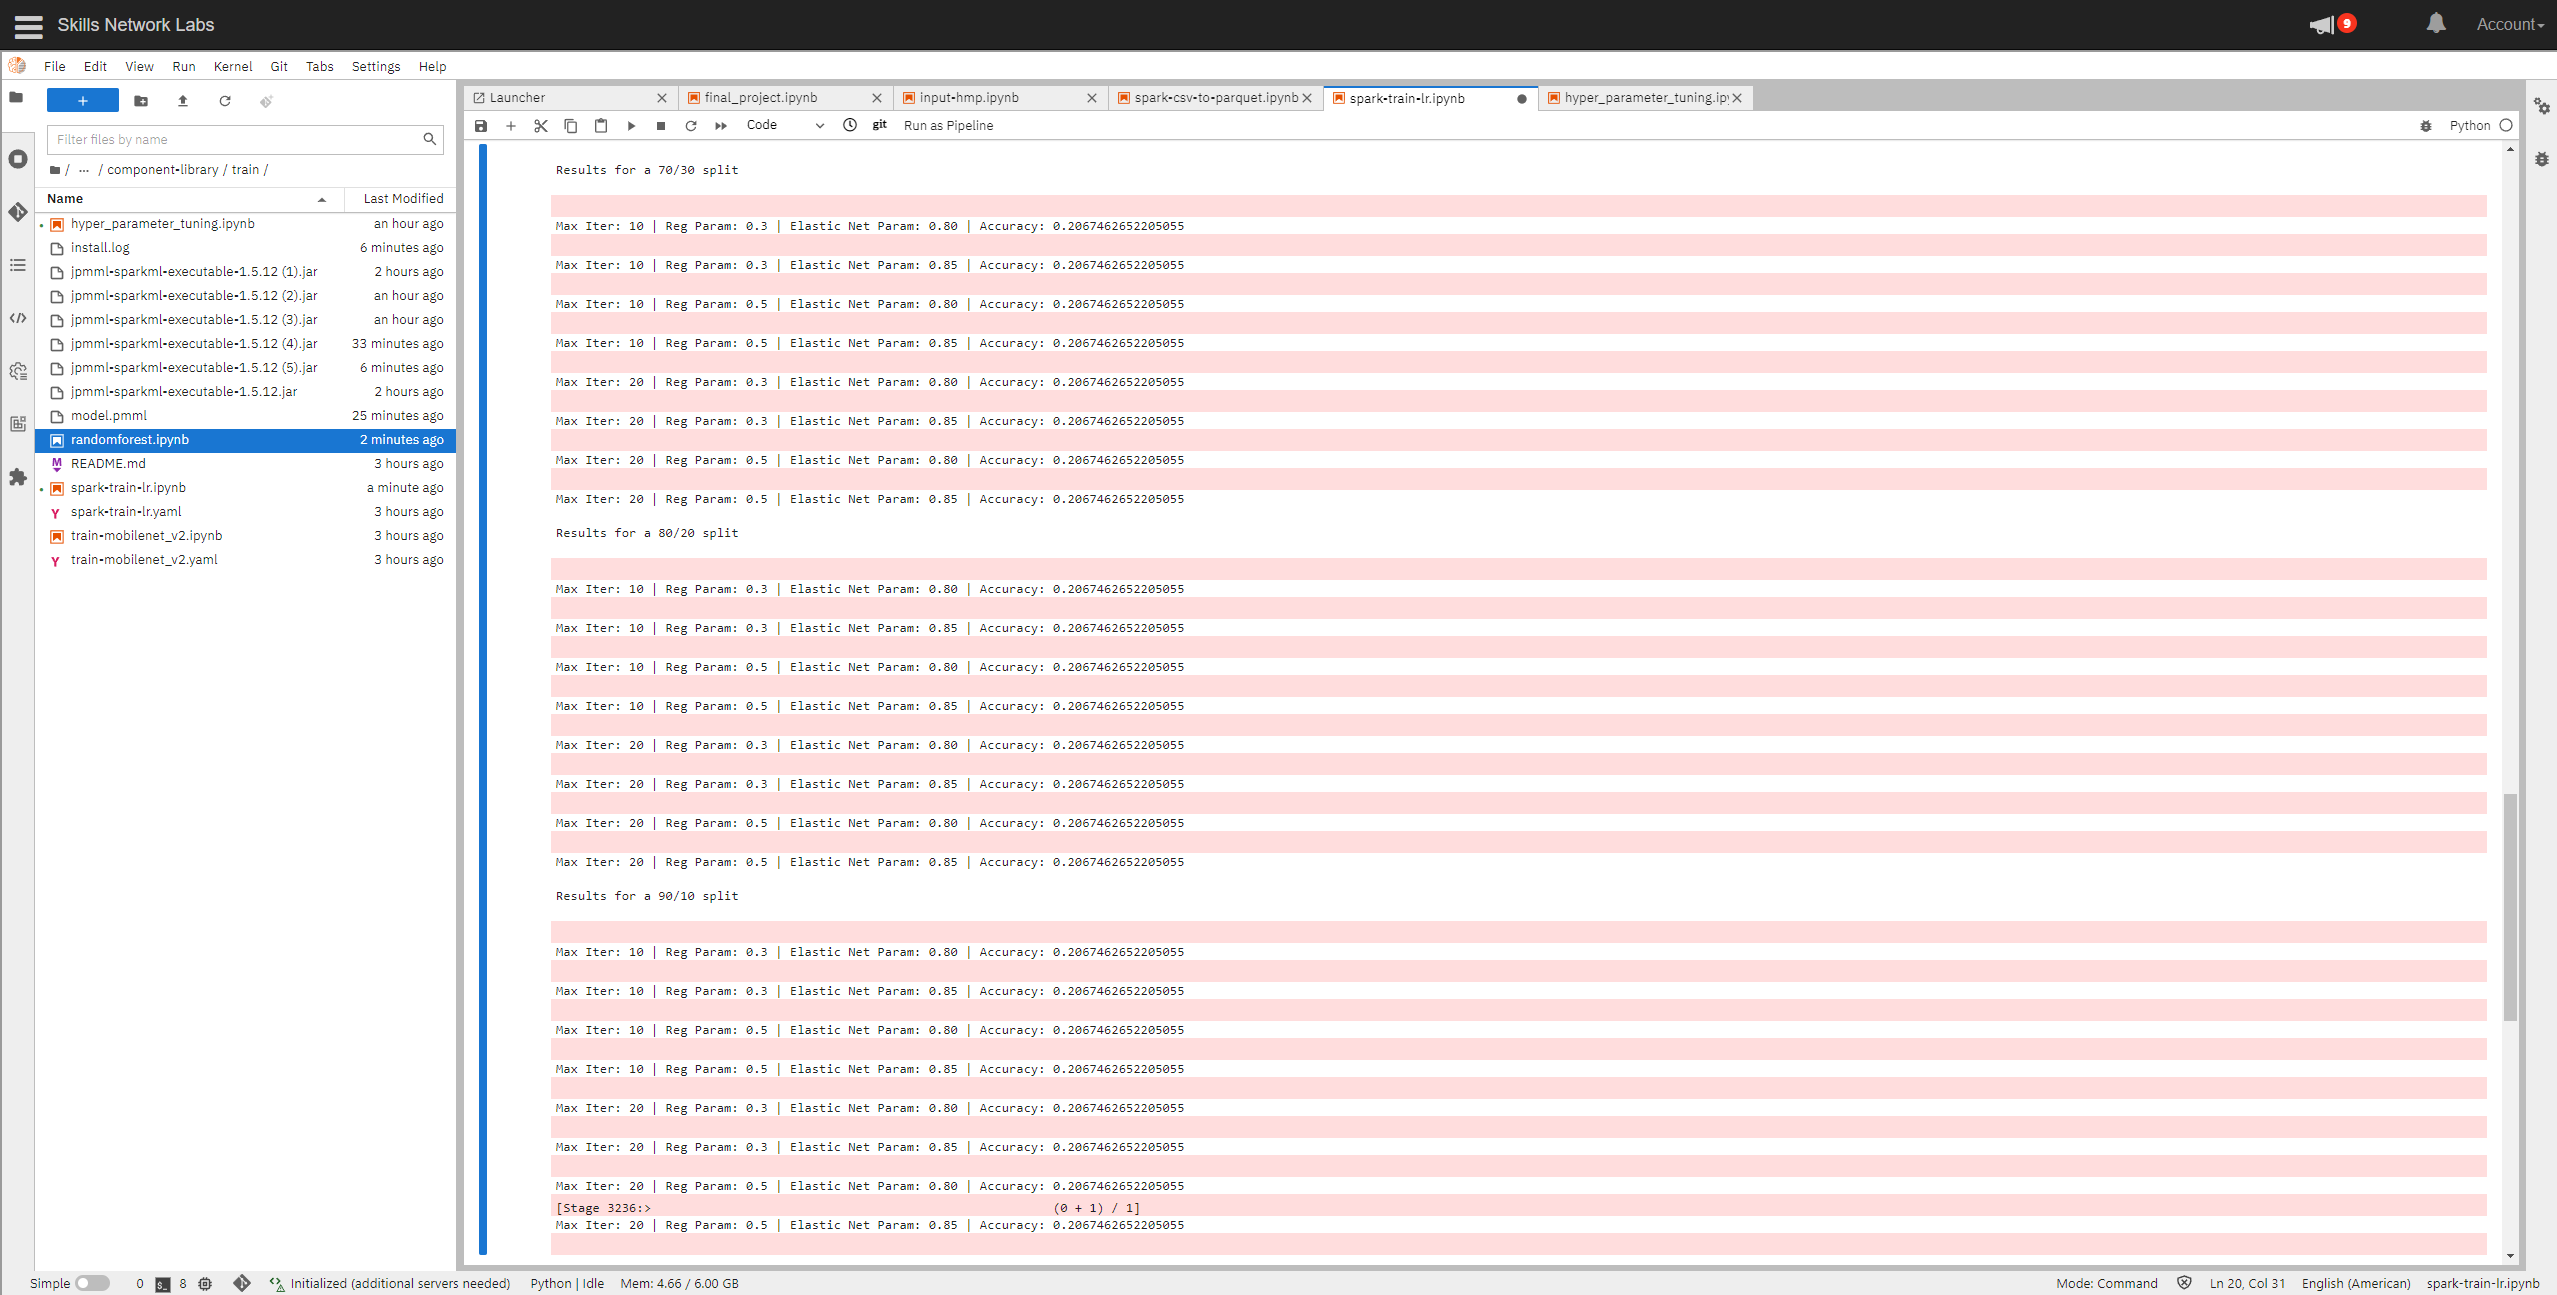 Skills Network Labs
9
Account
File Edit View Run Kernel Git Tabs Settings Help
+
Filter files by name
/ ... / component-library / train /
Name Last Modified
hyper_parameter_tuning.ipynb an hour ago
install.log 6 minutes ago
jpmml-sparkml-executable-1.5.12 (1).jar 2 hours ago
jpmml-sparkml-executable-1.5.12 (2).jar an hour ago
jpmml-sparkml-executable-1.5.12 (3).jar an hour ago
jpmml-sparkml-executable-1.5.12 (4).jar 33 minutes ago
jpmml-sparkml-executable-1.5.12 (5).jar 6 minutes ago
jpmml-sparkml-executable-1.5.12.jar 2 hours ago
model.pmml 25 minutes ago
randomforest.ipynb 2 minutes ago
README.md 3 hours ago
spark-train-lr.ipynb a minute ago
spark-train-lr.yaml 3 hours ago
train-mobilenet_v2.ipynb 3 hours ago
train-mobilenet_v2.yaml 3 hours ago
Launcher final_project.ipynb input-hmp.ipynb spark-csv-to-parquet.ipynb spark-train-lr.ipynb hyper_parameter_tuning.ip
Code git Run as Pipeline Python
Results for a 70/30 split
Max Iter: 10 | Reg Param: 0.3 | Elastic Net Param: 0.80 | Accuracy: 0.2067462652205055
Max Iter: 10 | Reg Param: 0.3 | Elastic Net Param: 0.85 | Accuracy: 0.2067462652205055
Max Iter: 10 | Reg Param: 0.5 | Elastic Net Param: 0.80 | Accuracy: 0.2067462652205055
Max Iter: 10 | Reg Param: 0.5 | Elastic Net Param: 0.85 | Accuracy: 0.2067462652205055
Max Iter: 20 | Reg Param: 0.3 | Elastic Net Param: 0.80 | Accuracy: 0.2067462652205055
Max Iter: 20 | Reg Param: 0.3 | Elastic Net Param: 0.85 | Accuracy: 0.2067462652205055
Max Iter: 20 | Reg Param: 0.5 | Elastic Net Param: 0.80 | Accuracy: 0.2067462652205055
Max Iter: 20 | Reg Param: 0.5 | Elastic Net Param: 0.85 | Accuracy: 0.2067462652205055
Results for a 80/20 split
Max Iter: 10 | Reg Param: 0.3 | Elastic Net Param: 0.80 | Accuracy: 0.2067462652205055
Max Iter: 10 | Reg Param: 0.3 | Elastic Net Param: 0.85 | Accuracy: 0.2067462652205055
Max Iter: 10 | Reg Param: 0.5 | Elastic Net Param: 0.80 | Accuracy: 0.2067462652205055
Max Iter: 10 | Reg Param: 0.5 | Elastic Net Param: 0.85 | Accuracy: 0.2067462652205055
Max Iter: 20 | Reg Param: 0.3 | Elastic Net Param: 0.80 | Accuracy: 0.2067462652205055
Max Iter: 20 | Reg Param: 0.3 | Elastic Net Param: 0.85 | Accuracy: 0.2067462652205055
Max Iter: 20 | Reg Param: 0.5 | Elastic Net Param: 0.80 | Accuracy: 0.2067462652205055
Max Iter: 20 | Reg Param: 0.5 | Elastic Net Param: 0.85 | Accuracy: 0.2067462652205055
Results for a 90/10 split
Max Iter: 10 | Reg Param: 0.3 | Elastic Net Param: 0.80 | Accuracy: 0.2067462652205055
Max Iter: 10 | Reg Param: 0.3 | Elastic Net Param: 0.85 | Accuracy: 0.2067462652205055
Max Iter: 10 | Reg Param: 0.5 | Elastic Net Param: 0.80 | Accuracy: 0.2067462652205055
Max Iter: 10 | Reg Param: 0.5 | Elastic Net Param: 0.85 | Accuracy: 0.2067462652205055
Max Iter: 20 | Reg Param: 0.3 | Elastic Net Param: 0.80 | Accuracy: 0.2067462652205055
Max Iter: 20 | Reg Param: 0.3 | Elastic Net Param: 0.85 | Accuracy: 0.2067462652205055
Max Iter: 20 | Reg Param: 0.5 | Elastic Net Param: 0.80 | Accuracy: 0.2067462652205055
[Stage 3236:> (0 + 1) / 1]
Max Iter: 20 | Reg Param: 0.5 | Elastic Net Param: 0.85 | Accuracy: 0.2067462652205055
Simple 0 8 Initialized (additional servers needed) Python | Idle Mem: 4.66 / 6.00 GB Mode: Command Ln 20, Col 31 English (American) spark-train-lr.ipynb